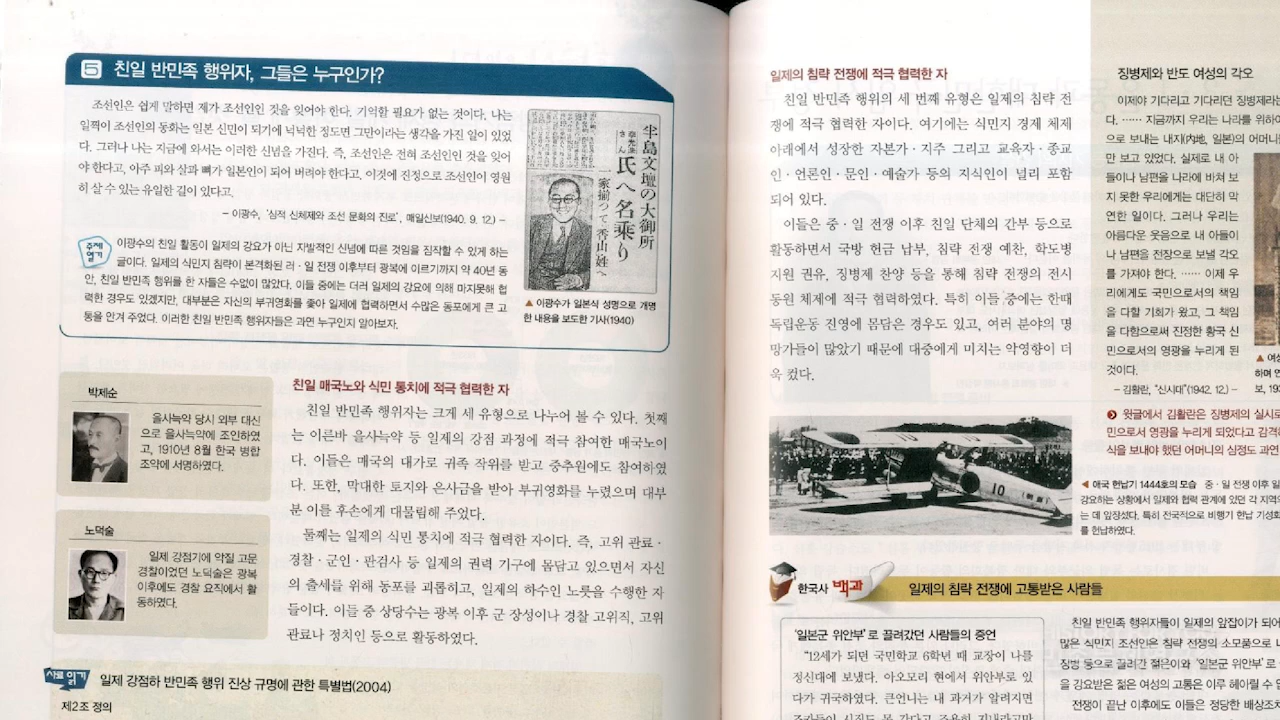 5 친일 반민족 행위자, 그들은 누구인가?
조선인은 쉽게 말하면 제가 조선인인 것을 잊어야 한다. 기억할 필요가 없는 것이다. 나는
일찍이 조선인의 동화는 일본 신민이 되기에 넉넉한 정도면 그만이라는 생각을 가진 일이 있었
다. 그러나 나는 지금에 와서는 이러한 신념을 가진다. 즉, 조선인은 전혀 조선인인 것을 잊어
야 한다고, 아주 피와 살과 뼈가 일본인이 되어 버려야 한다고, 이것에 진정으로 조선인이 영원
히 살 수 있는 유일한 길이 있다고.
– 이광수, '심적 신체제와 조선 문화의 진로', 매일신보(1940. 9. 12.) –
주제 열기
이광수의 친일 활동이 일제의 강요가 아닌 자발적인 신념에 따른 것임을 짐작할 수 있게 하는
글이다. 일제의 식민지 침략이 본격화된 러·일 전쟁 이후부터 광복에 이르기까지 약 40년 동
안, 친일 반민족 행위를 한 자들은 수없이 많았다. 이들 중에는 더러 일제의 강요에 의해 마지못해 협
력한 경우도 있겠지만, 대부분은 자신의 부귀영화를 좇아 일제에 협력하면서 수많은 동포에게 큰 고
통을 안겨 주었다. 이러한 친일 반민족 행위자들은 과연 누구인지 알아보자.
半島文壇の大御所
李光洙さん
氏へ名乗り
一家揃って"香山"姓へ
▲ 이광수가 일본식 성명으로 개명
한 내용을 보도한 기사(1940)
박제순
을사늑약 당시 외부 대신
으로 을사늑약에 조인하였
고, 1910년 8월 한국 병합
조약에 서명하였다.
노덕술
일제 강점기에 악질 고문
경찰이었던 노덕술은 광복
이후에도 경찰 요직에서 활
동하였다.
친일 매국노와 식민 통치에 적극 협력한 자
친일 반민족 행위자는 크게 세 유형으로 나누어 볼 수 있다. 첫째
는 이른바 을사늑약 등 일제의 강점 과정에 적극 참여한 매국노이
다. 이들은 매국의 대가로 귀족 작위를 받고 중추원에도 참여하였
다. 또한, 막대한 토지와 은사금을 받아 부귀영화를 누렸으며 대부
분 이를 후손에게 대물림해 주었다.
둘째는 일제의 식민 통치에 적극 협력한 자이다. 즉, 고위 관료·
경찰·군인·판검사 등 일제의 권력 기구에 몸담고 있으면서 자신
의 출세를 위해 동포를 괴롭히고, 일제의 하수인 노릇을 수행한 자
들이다. 이들 중 상당수는 광복 이후 군 장성이나 경찰 고위직, 고위
관료나 정치인 등으로 활동하였다.
사료 읽기 일제 강점하 반민족 행위 진상 규명에 관한 특별법(2004)
제2조 정의
일제의 침략 전쟁에 적극 협력한 자
친일 반민족 행위의 세 번째 유형은 일제의 침략 전
쟁에 적극 협력한 자이다. 여기에는 식민지 경제 체제
아래에서 성장한 자본가·지주 그리고 교육자·종교
인·언론인·문인·예술가 등의 지식인이 널리 포함
되어 있다.
이들은 중·일 전쟁 이후 친일 단체의 간부 등으로
활동하면서 국방 헌금 납부, 침략 전쟁 예찬, 학도병
지원 권유, 징병제 찬양 등을 통해 침략 전쟁의 전시
동원 체제에 적극 협력하였다. 특히 이들 중에는 한때
독립운동 진영에 몸담은 경우도 있고, 여러 분야의 명
망가들이 많았기 때문에 대중에게 미치는 악영향이 더
욱 컸다.
징병제와 반도 여성의 각오
이제야 기다리고 기다리던 징병제라는
다. …… 지금까지 우리는 나라를 위하여
으로 보내는 내지(内地, 일본)의 어머니
만 보고 있었다. 실제로 내 아
들이나 남편을 나라에 바쳐 보
지 못한 우리에게는 대단히 막
연한 일이다. 그러나 우리는
아름다운 웃음으로 내 아들이
나 남편을 전장으로 보낼 각오
를 가져야 한다. …… 이제 우
리에게도 국민으로서의 책임
을 다할 기회가 왔고, 그 책임
을 다함으로써 진정한 황국 신
민으로서의 영광을 누리게 된
것이다.
– 김활란, "신시대"(1942. 12.) –
▲ 여성
하며 연
보, 193
윗글에서 김활란은 징병제의 실시로
민으로서 영광을 누리게 되었다고 감격
식을 보내야 했던 어머니의 심정도 과연
10
◀ 애국 헌납기 1444호의 모습 중·일 전쟁 이후 일
강요하는 상황에서 일제와 협력 관계에 있던 각 지역
는 데 앞장섰다. 특히 전국적으로 비행기 헌납 기성회
를 헌납하였다.
한국사 백과 일제의 침략 전쟁에 고통받은 사람들
'일본군 위안부'로 끌려갔던 사람들의 증언
"12세가 되던 국민학교 6학년 때 교장이 나를
정신대에 보냈다. 아오모리 현에서 위안부로 있
다가 귀국하였다. 큰언니는 내 과거가 알려지면
조카들이 시집도 못 간다고 조용히 지내라고만
친일 반민족 행위자들이 일제의 앞잡이가 되어
많은 식민지 조선인은 침략 전쟁의 소모품으로
징병 등으로 끌려간 젊은이와 '일본군 위안부'로
을 강요받은 젊은 여성의 고통은 이루 헤아릴 수
전쟁이 끝난 이후에도 이들은 정당한 배상조차